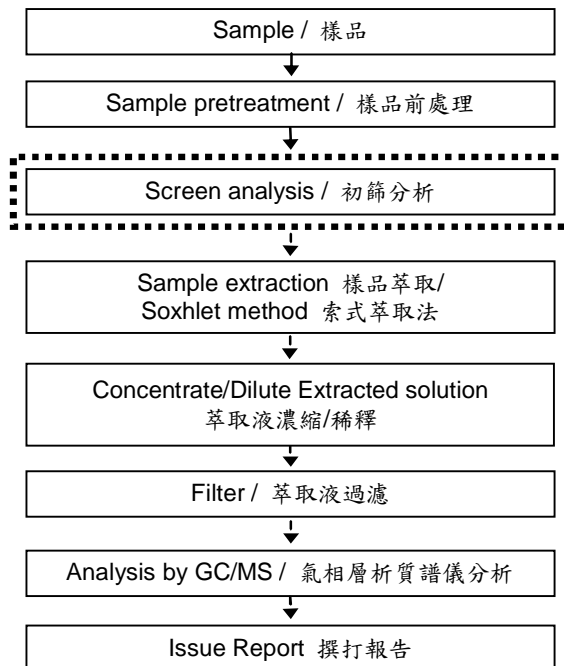 Sample / 樣品
Sample pretreatment / 樣品前處理
Screen analysis / 初篩分析
Sample extraction 樣品萃取/
Soxhlet method 索式萃取法
Concentrate/Dilute Extracted solution
萃取液濃縮/稀釋
Filter / 萃取液過濾
Analysis by GC/MS / 氣相層析質譜儀分析
Issue Report 撰打報告